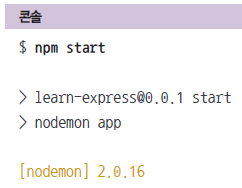 콘솔
$ npm start
> learn-express@0.0.1 start
> nodemon app
[nodemon] 2.0.16